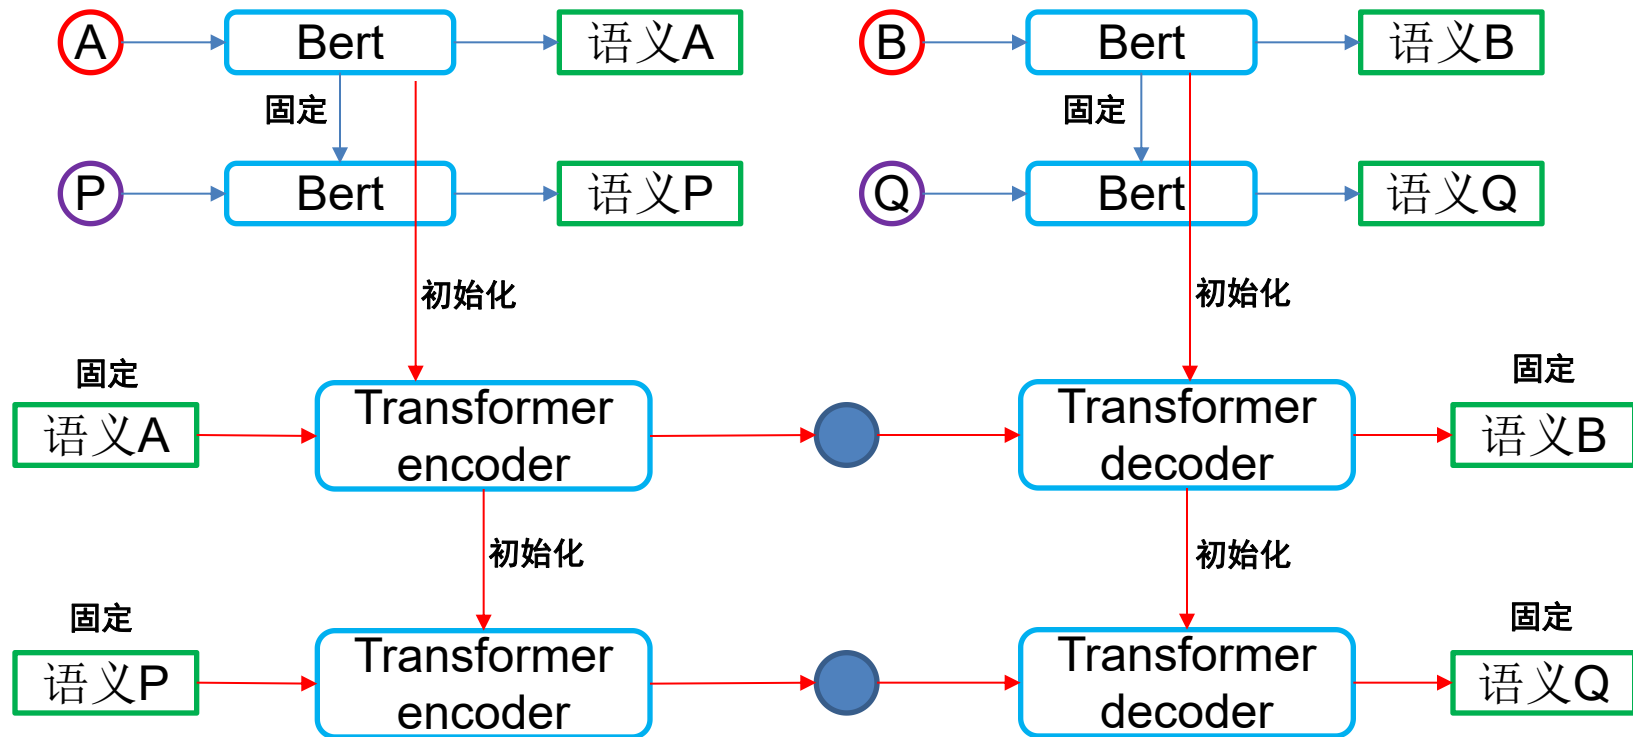 A
Bert
语义A
B
Bert
语义B
固定
固定
P
Bert
语义P
Q
Bert
语义Q
初始化
初始化
固定
固定
语义A
Transformer
encoder
Transformer
decoder
语义B
初始化
初始化
固定
固定
语义P
Transformer
encoder
Transformer
decoder
语义Q